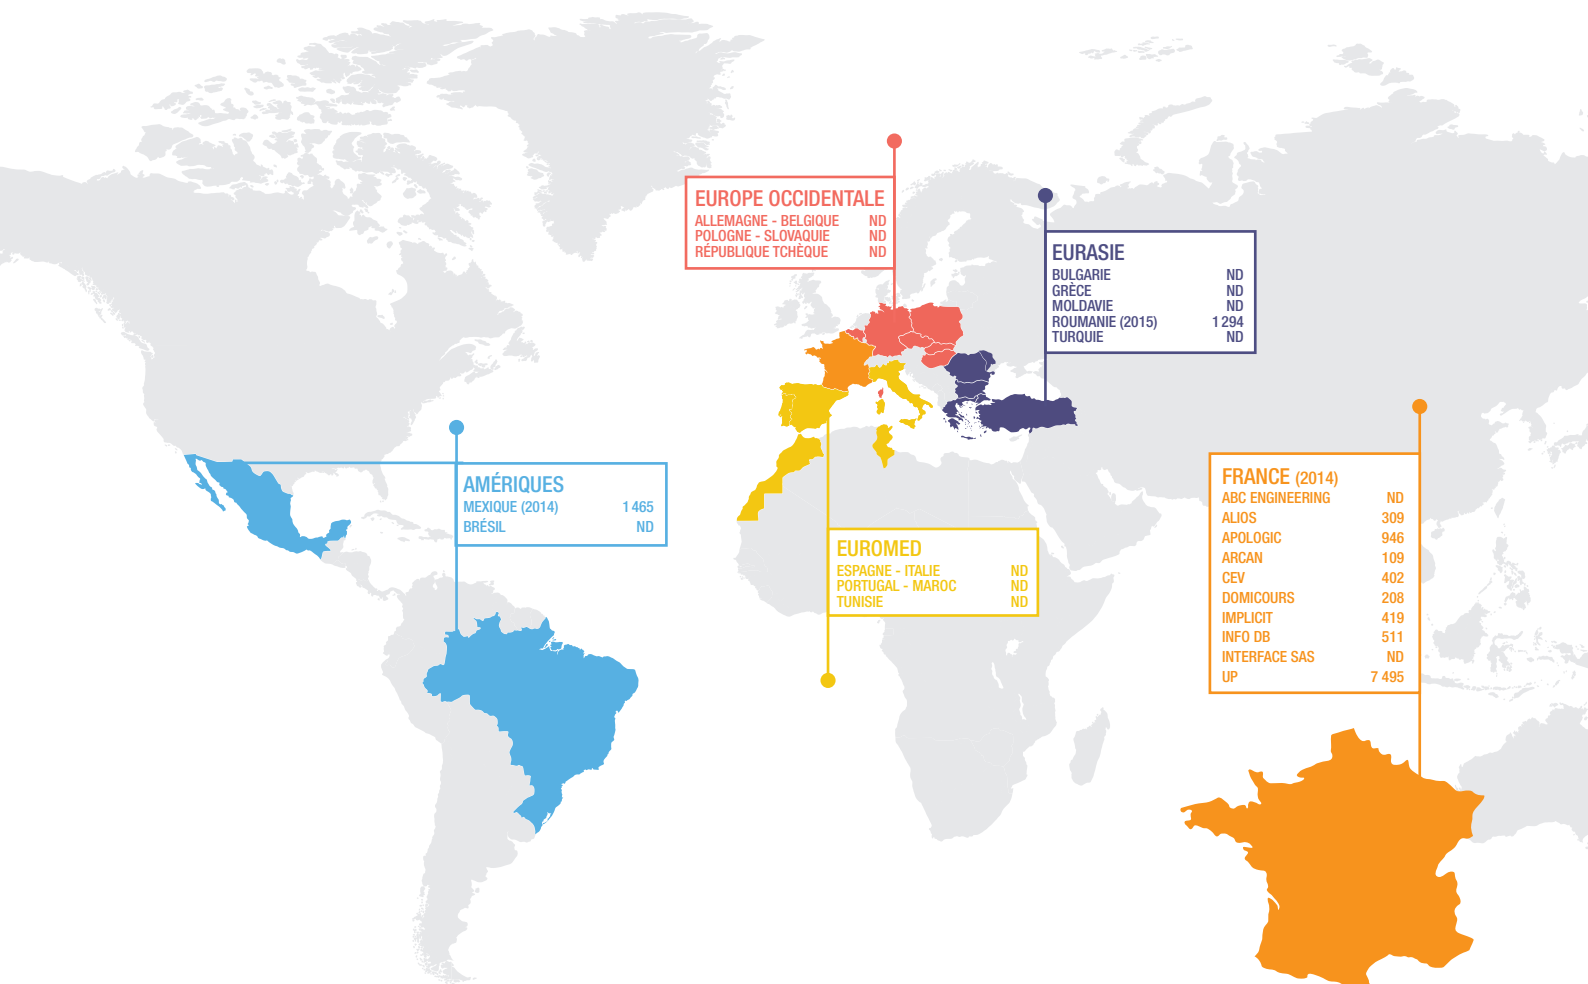 EUROPE OCCIDENTALE
ALLEMAGNE - BELGIQUE ND
POLOGNE - SLOVAQUIE ND
RÉPUBLIQUE TCHÈQUE ND
EURASIE
BULGARIE ND
GRÈCE ND
MOLDAVIE ND
ROUMANIE (2015) 1 294
TURQUIE ND
AMÉRIQUES
MEXIQUE (2014) 1 465
BRÉSIL ND
EUROMED
ESPAGNE - ITALIE ND
PORTUGAL - MAROC ND
TUNISIE ND
FRANCE (2014)
ABC ENGINEERING ND
ALIOS 309
APOLOGIC 946
ARCAN 109
CEV 402
DOMICOURS 208
IMPLICIT 419
INFO DB 511
INTERFACE SAS ND
UP 7 495